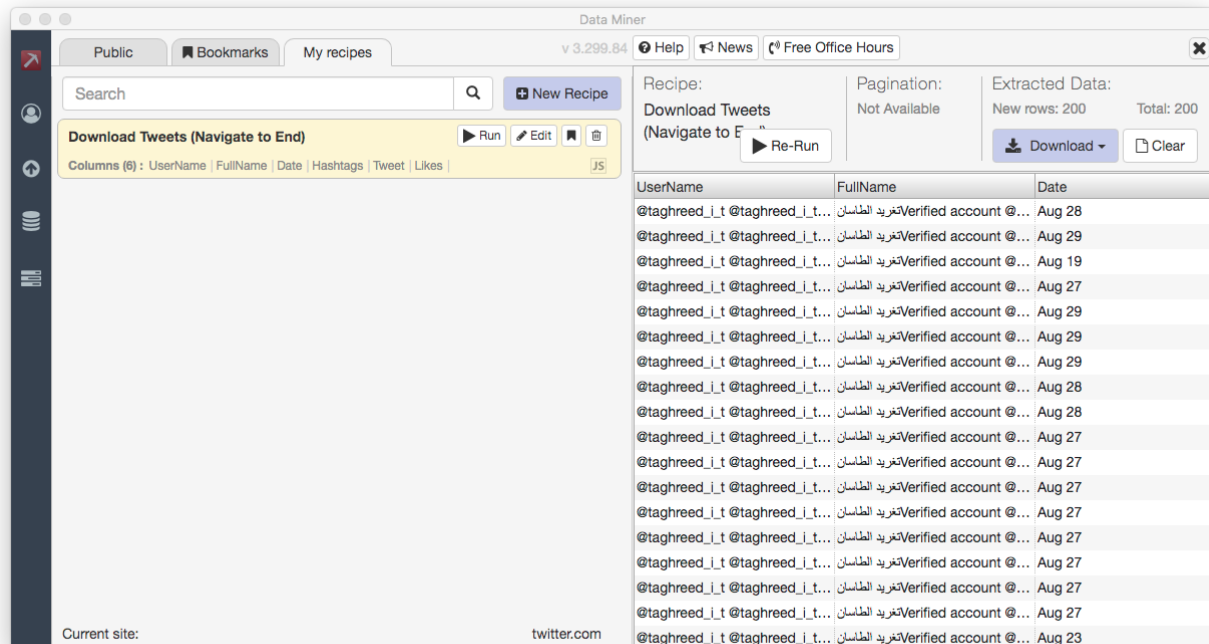 Data Miner
Public
Bookmarks
My recipes
v 3.299.84
Help
News
Free Office Hours
Search
New Recipe
Download Tweets (Navigate to End)
Run
Edit
Columns (6) : UserName | FullName | Date | Hashtags | Tweet | Likes |
JS
Current site:
twitter.com
Recipe:
Download Tweets
(Navigate to
Re-Run
Pagination:
Not Available
Extracted Data:
New rows: 200
Total: 200
Download
Clear
UserName FullName Date
@taghreed_i_t @taghreed_i_t... تغريد الطاسانVerified account @... Aug 28
@taghreed_i_t @taghreed_i_t... تغريد الطاسانVerified account @... Aug 29
@taghreed_i_t @taghreed_i_t... تغريد الطاسانVerified account @... Aug 19
@taghreed_i_t @taghreed_i_t... تغريد الطاسانVerified account @... Aug 27
@taghreed_i_t @taghreed_i_t... تغريد الطاسانVerified account @... Aug 29
@taghreed_i_t @taghreed_i_t... تغريد الطاسانVerified account @... Aug 29
@taghreed_i_t @taghreed_i_t... تغريد الطاسانVerified account @... Aug 29
@taghreed_i_t @taghreed_i_t... تغريد الطاسانVerified account @... Aug 28
@taghreed_i_t @taghreed_i_t... تغريد الطاسانVerified account @... Aug 28
@taghreed_i_t @taghreed_i_t... تغريد الطاسانVerified account @... Aug 27
@taghreed_i_t @taghreed_i_t... تغريد الطاسانVerified account @... Aug 27
@taghreed_i_t @taghreed_i_t... تغريد الطاسانVerified account @... Aug 27
@taghreed_i_t @taghreed_i_t... تغريد الطاسانVerified account @... Aug 27
@taghreed_i_t @taghreed_i_t... تغريد الطاسانVerified account @... Aug 27
@taghreed_i_t @taghreed_i_t... تغريد الطاسانVerified account @... Aug 27
@taghreed_i_t @taghreed_i_t... تغريد الطاسانVerified account @... Aug 27
@taghreed_i_t @taghreed_i_t... تغريد الطاسانVerified account @... Aug 27
@taghreed_i_t @taghreed_i_t... تغريد الطاسانVerified account @... Aug 23